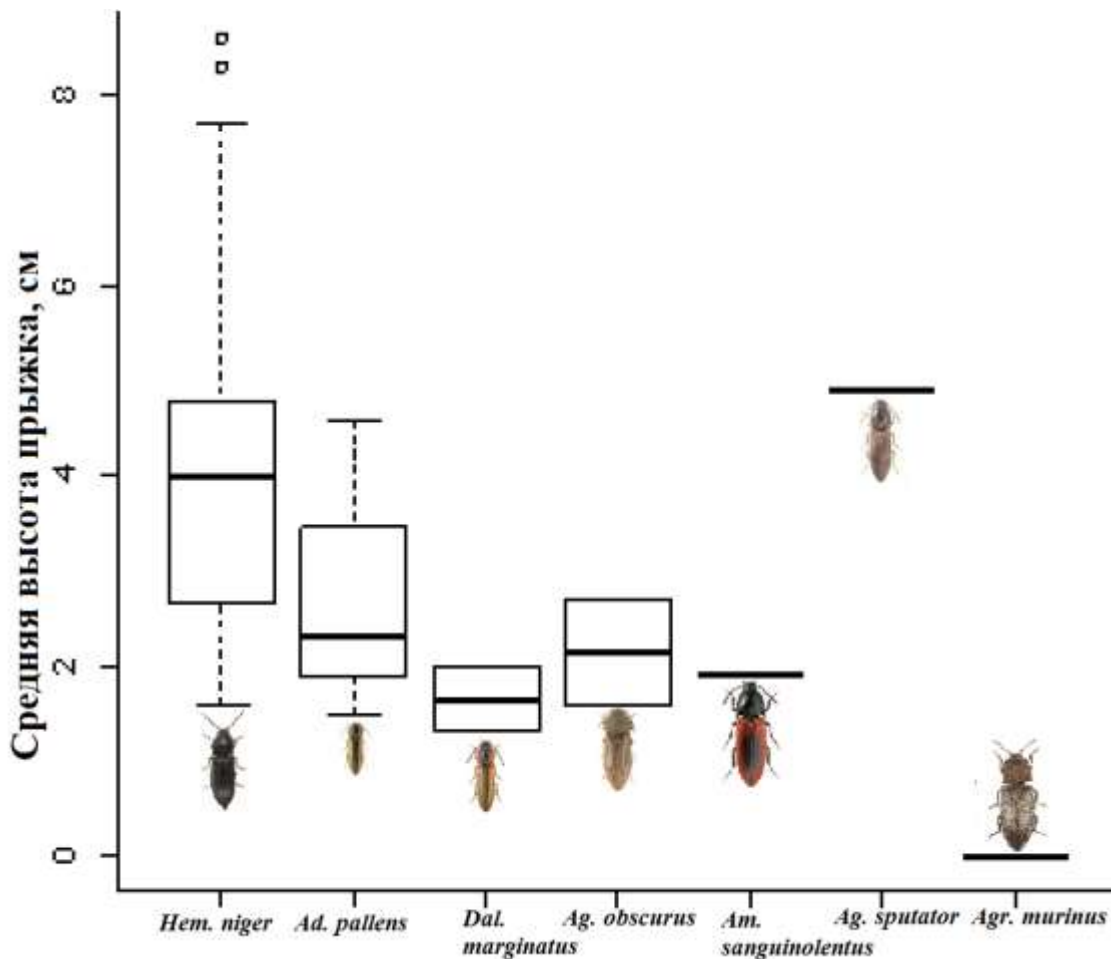 Средняя высота прыжка, см
8
6
4
2
0
Hem. niger
Ad. pallens
Dal.
marginatus
Ag. obscurus
Am.
sanguinolentus
Ag. sputator
Agr. murinus